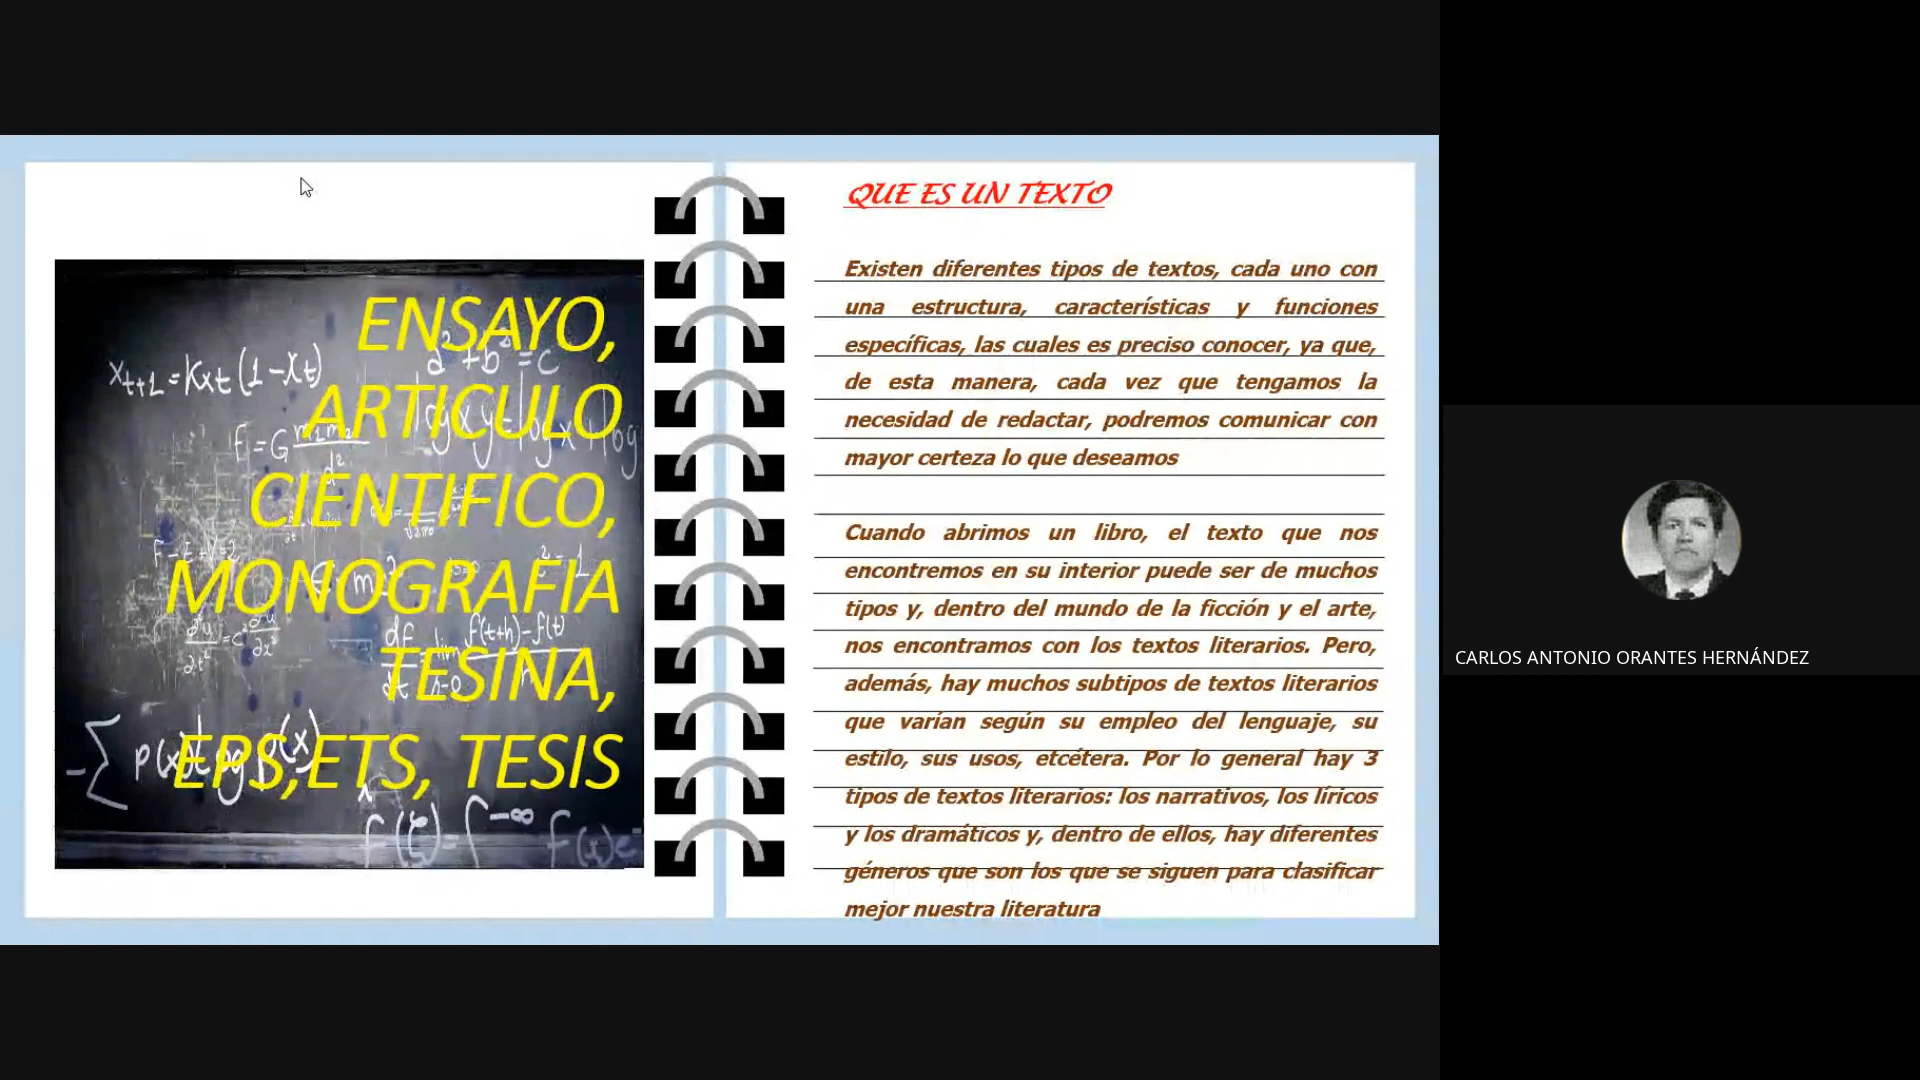 ENSAYO,
ARTICULO
CIENTIFICO,
MONOGRAFIA
TESINA,
EPS,ETS, TESIS
QUE ES UN TEXTO
Existen diferentes tipos de textos, cada uno con
una estructura, características y funciones
específicas, las cuales es preciso conocer, ya que,
de esta manera, cada vez que tengamos la
necesidad de redactar, podremos comunicar con
mayor certeza lo que deseamos
Cuando abrimos un libro, el texto que nos
encontremos en su interior puede ser de muchos
tipos y, dentro del mundo de la ficción y el arte,
nos encontramos con los textos literarios. Pero,
además, hay muchos subtipos de textos literarios
que varían según su empleo del lenguaje, su
estilo, sus usos, etcétera. Por lo general hay 3
tipos de textos literarios: los narrativos, los líricos
y los dramáticos y, dentro de ellos, hay diferentes
géneros que son los que se siguen para clasificar
mejor nuestra literatura
CARLOS ANTONIO ORANTES HERNÁNDEZ